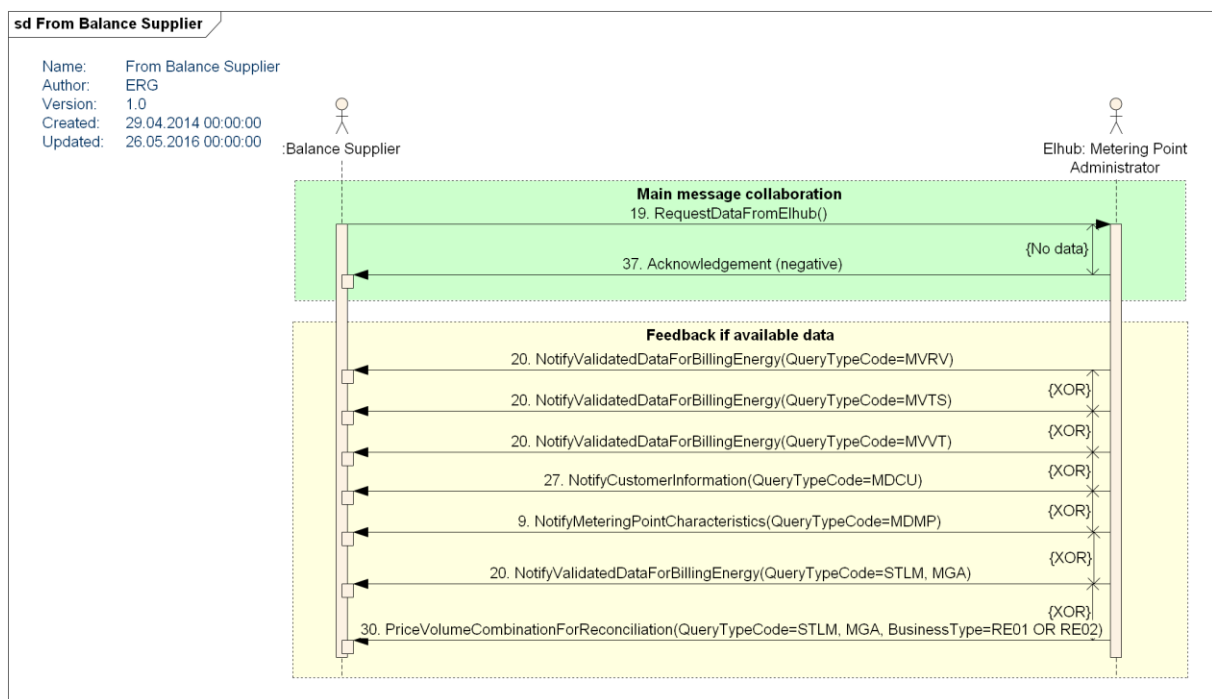 sd From Balance Supplier
Name: From Balance Supplier
Author: ERG
Version: 1.0
Created: 29.04.2014 00:00:00
Updated: 26.05.2016 00:00:00
:Balance Supplier
Elhub: Metering Point
Administrator
Main message collaboration
19. RequestDataFromElhub()
{No data}
37. Acknowledgement (negative)
Feedback if available data
20. NotifyValidatedDataForBillingEnergy(QueryTypeCode=MVRV)
{XOR}
20. NotifyValidatedDataForBillingEnergy(QueryTypeCode=MVTS)
{XOR}
20. NotifyValidatedDataForBillingEnergy(QueryTypeCode=MVVT)
{XOR}
27. NotifyCustomerInformation(QueryTypeCode=MDCU)
{XOR}
9. NotifyMeteringPointCharacteristics(QueryTypeCode=MDMP)
{XOR}
20. NotifyValidatedDataForBillingEnergy(QueryTypeCode=STLM, MGA)
{XOR}
30. PriceVolumeCombinationForReconciliation(QueryTypeCode=STLM, MGA, BusinessType=RE01 OR RE02)